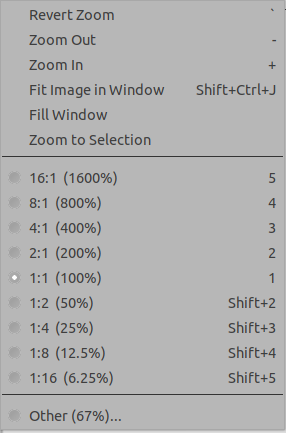 Revert Zoom `
Zoom Out -
Zoom In +
Fit Image in Window Shift+Ctrl+J
Fill Window
Zoom to Selection
16:1 (1600%) 5
8:1 (800%) 4
4:1 (400%) 3
2:1 (200%) 2
1:1 (100%) 1
1:2 (50%) Shift+2
1:4 (25%) Shift+3
1:8 (12.5%) Shift+4
1:16 (6.25%) Shift+5
Other (67%)...